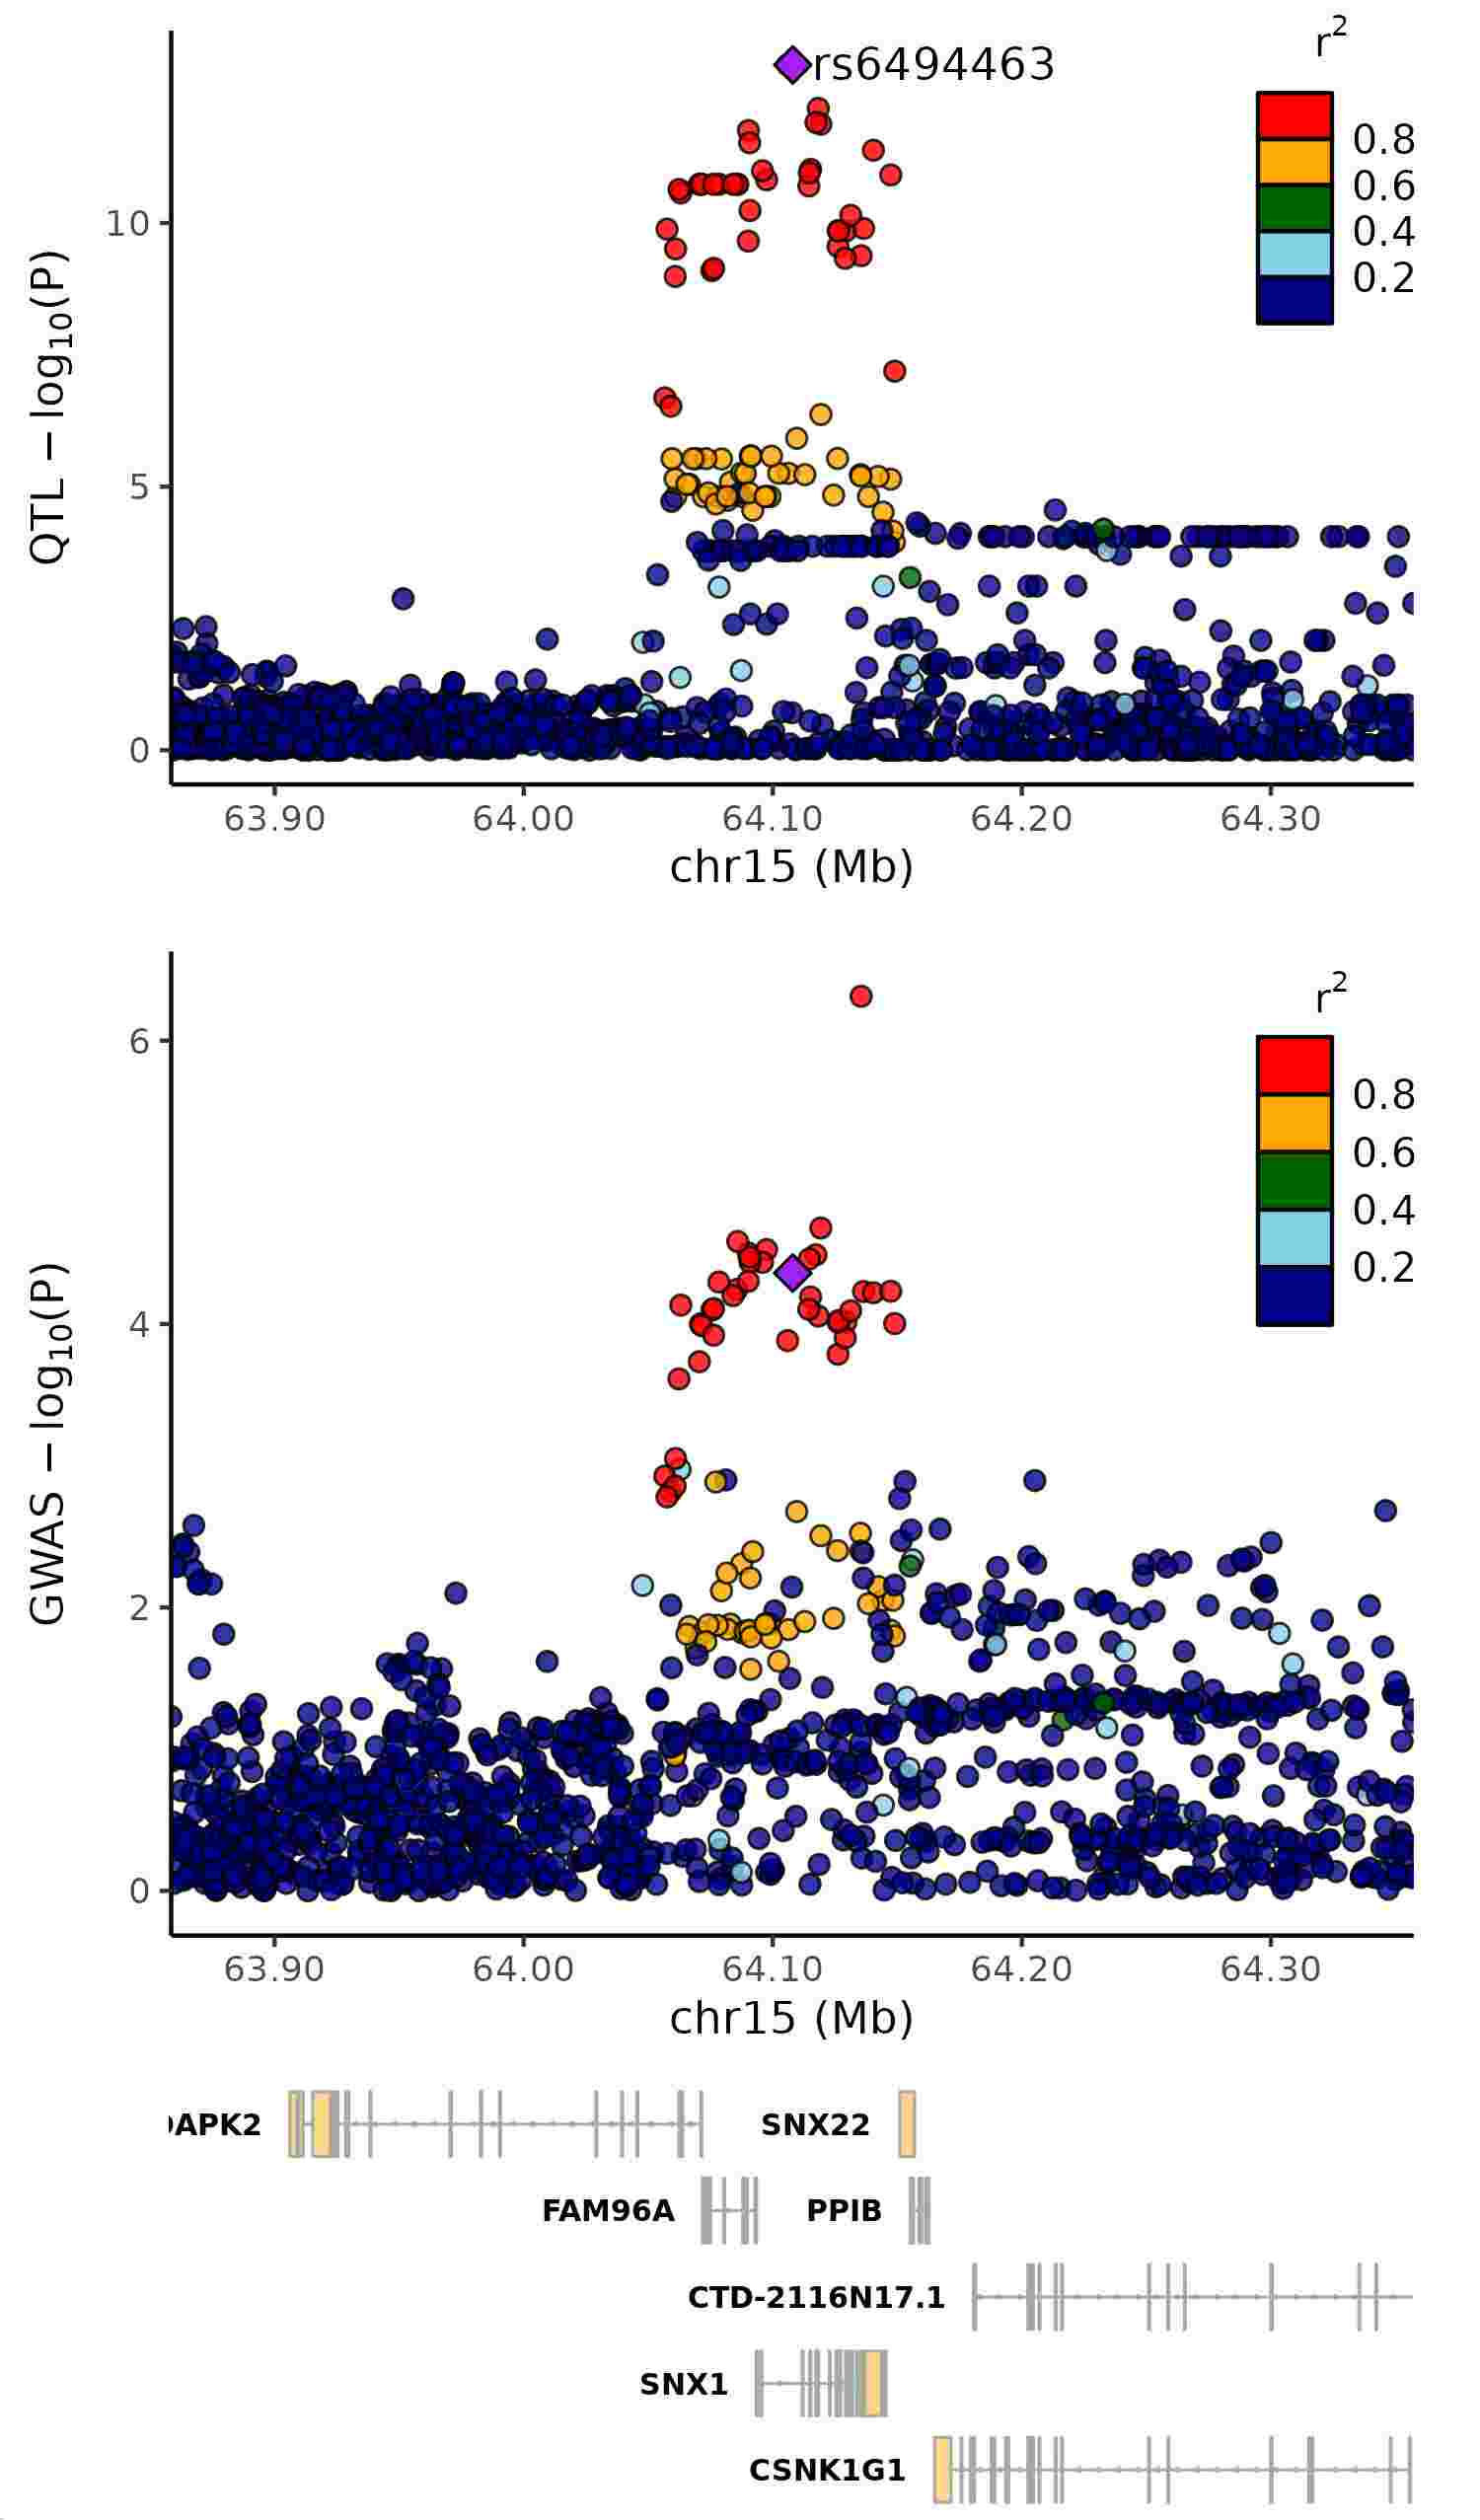 r2
rs6494463
0.8
0.6
0.4
0.2
10
5
0
QTL − log10(P)
63.90 64.00 64.10 64.20 64.30
chr15 (Mb)
r2
0.8
0.6
0.4
0.2
6
4
2
0
GWAS − log10(P)
63.90 64.00 64.10 64.20 64.30
chr15 (Mb)
APK2 SNX22
FAM96A PPIB
CTD-2116N17.1
SNX1
CSNK1G1